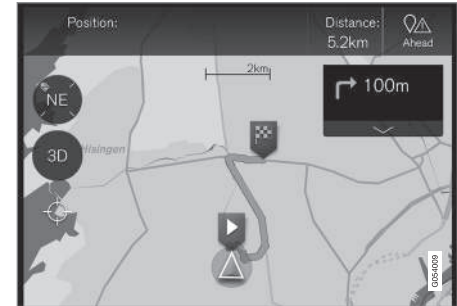 Position:
Distance:
5.2km
Ahead
2km
100m
NE
3D
Hisingen
G054009